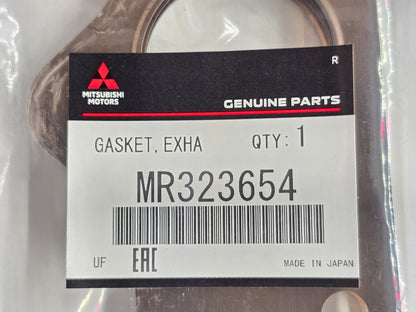 R
MITSUBISHI
MOTORS
GENUINE PARTS
GASKET, EXHA QTY: 1
MR323654
UF EAC MADE IN JAPAN